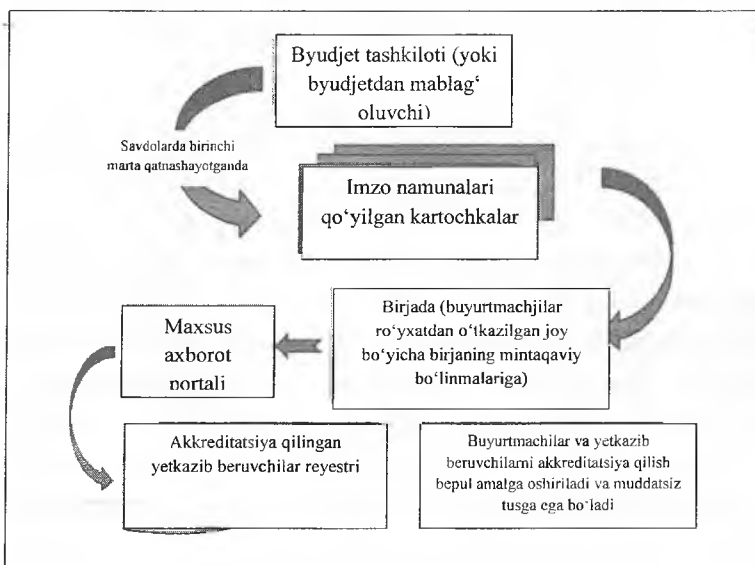 Byudjet tashkiloti (yoki
byudjetdan mablag‘
oluvchi)
Savdolarda birinchi
marta qatnashayotganda
Imzo namunalari
qo‘yilgan kartochkalar
Birjada (buyurtmachjilar
ro‘yxatdan o‘tkazilgan joy
bo‘yicha birjaning mintaqaviy
bo‘linmalariga)
Maxsus
axborot
nortali
Akkreditatsiya qilingan
yetkazib beruvchilar reyestri
Buyurtmachilar va yetkazib
beruvchilarni akkreditatsiya qilish
bepul amalga oshiriladi va muddatsiz
tusga ega bo‘ladi